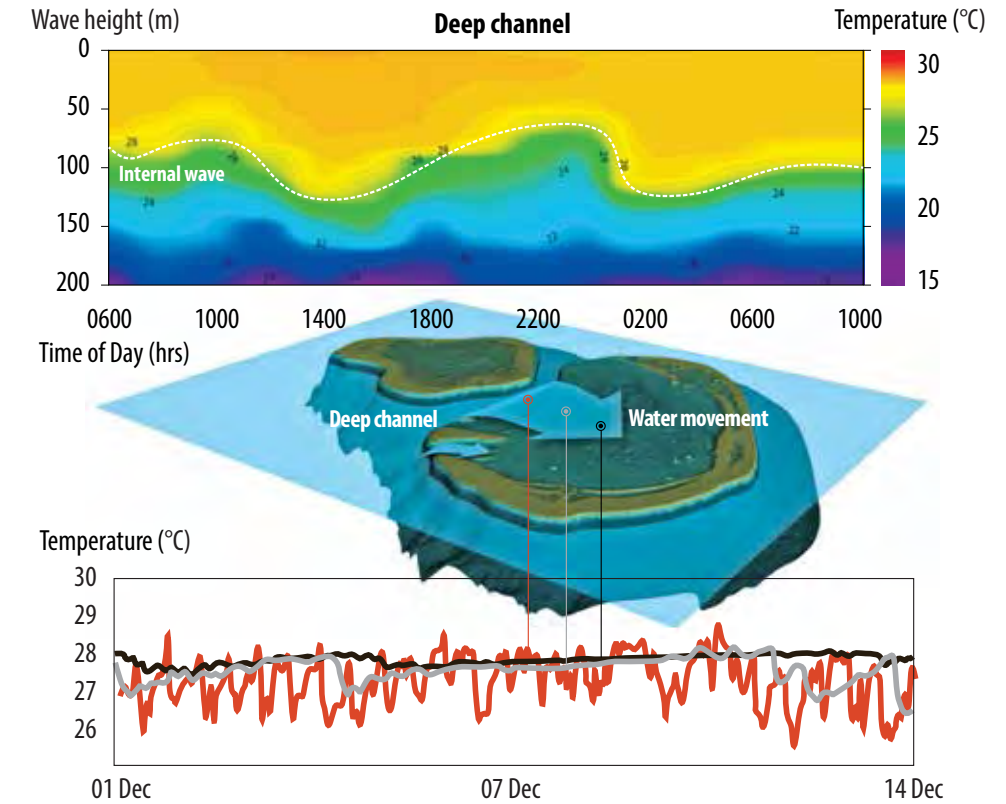 Wave height (m)
Deep channel
Temperature (°C)
0
50
100
150
200
Internal wave
30
25
20
15
0600 1000 1400 1800 2200 0200 0600 1000
Time of Day (hrs)
Deep channel
Water movement
Temperature (°C)
30
29
28
27
26
01 Dec 07 Dec 14 Dec